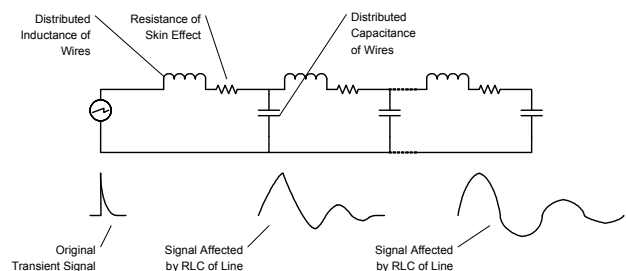 Distributed
Inductance of
Wires
Resistance of
Skin Effect
Distributed
Capacitance
of Wires
Original
Transient Signal
Signal Affected
by RLC of Line
Signal Affected
by RLC of Line